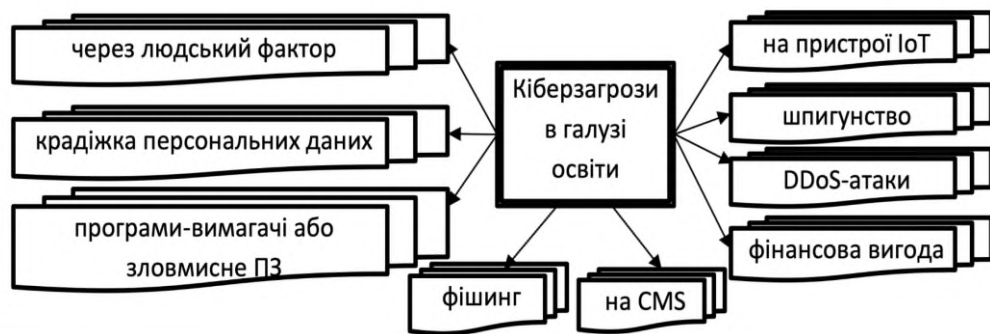 через людський фактор
крадіжка персональних даних
програми-вимагачі або
зловмисне ПЗ
Кіберзагрози
в галузі
освіти
фішинг
на CMS
на пристрої IoT
шпигунство
DDoS-атаки
фінансова вигода